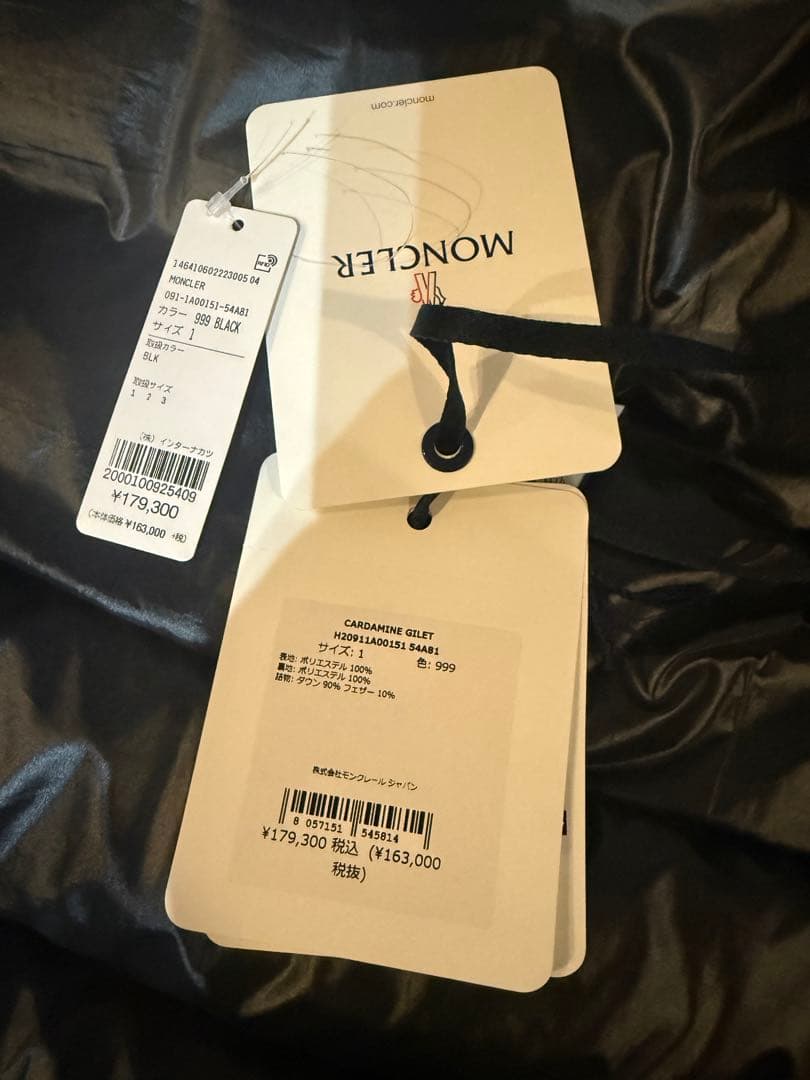 moncler.com
MONCLER
146410602223005 04
MONCLER
091-1A00151-54AB1
カラー 999 BLACK
サイズ 1
取扱カラー
BLK
取扱サイズ
1 2 3
(株) インターナカツ
2000100925409
¥179,300
(本体価格 ¥163,000 +税)
CARDAMINE GILET
H20911A00151 54AB1
サイズ: 1 色: 999
表地: ポリエステル 100%
裏地: ポリエステル 100%
詰物: ダウン 90% フェザー 10%
株式会社モンクレール ジャパン
8 057151 545814
¥179,300 税込 (¥163,000
税抜)